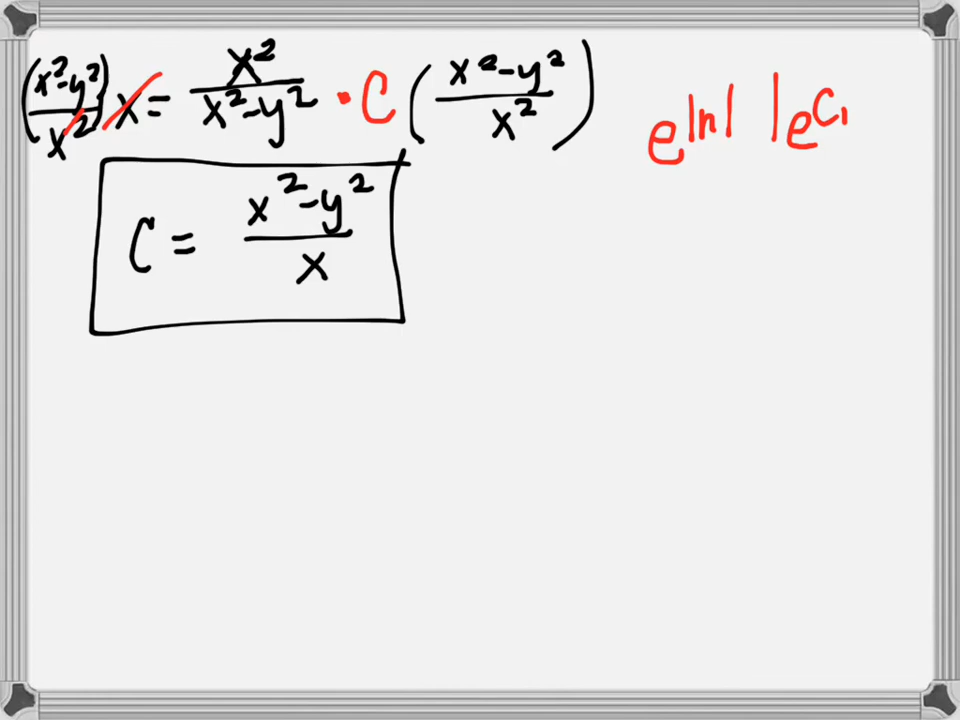 (x²-y²/x²) x = x²/x²-y² · C (x²-y²/x²) e^ln| |e^C₁
C = x²-y²/x